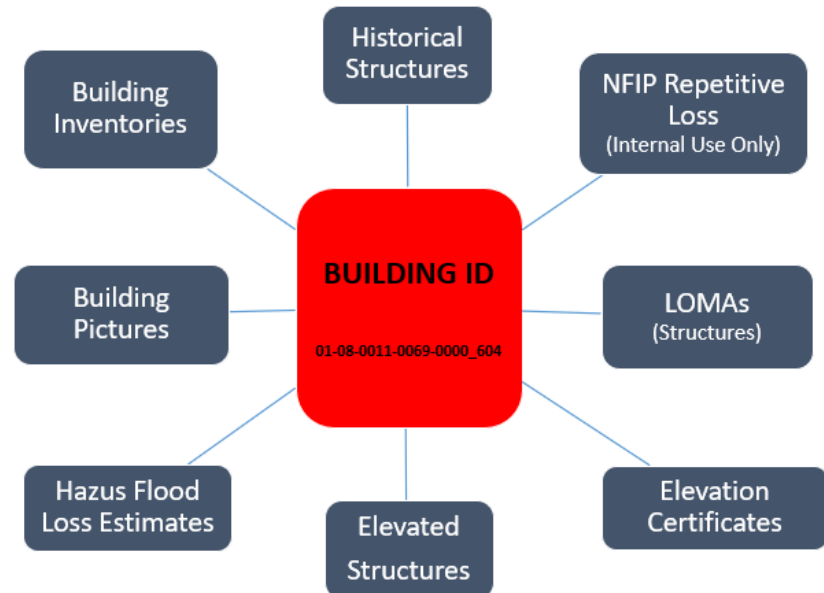 Historical
Structures
Building
Inventories
NFIP Repetitive
Loss
(Internal Use Only)
BUILDING ID
01-08-0011-0069-0000_604
Building
Pictures
LOMAs
(Structures)
Hazus Flood
Loss Estimates
Elevated
Structures
Elevation
Certificates